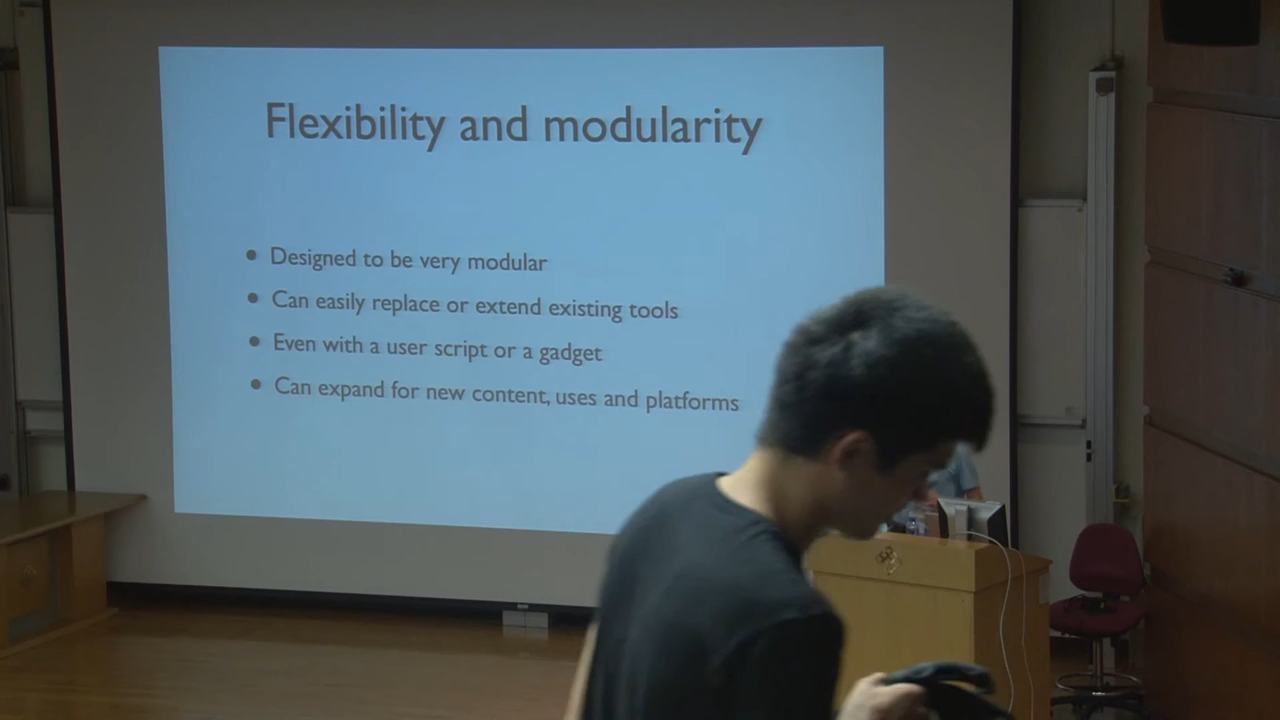 Flexibility and modularity
• Designed to be very modular
• Can easily replace or extend existing tools
• Even with a user script or a gadget
• Can expand for new content, uses and platforms